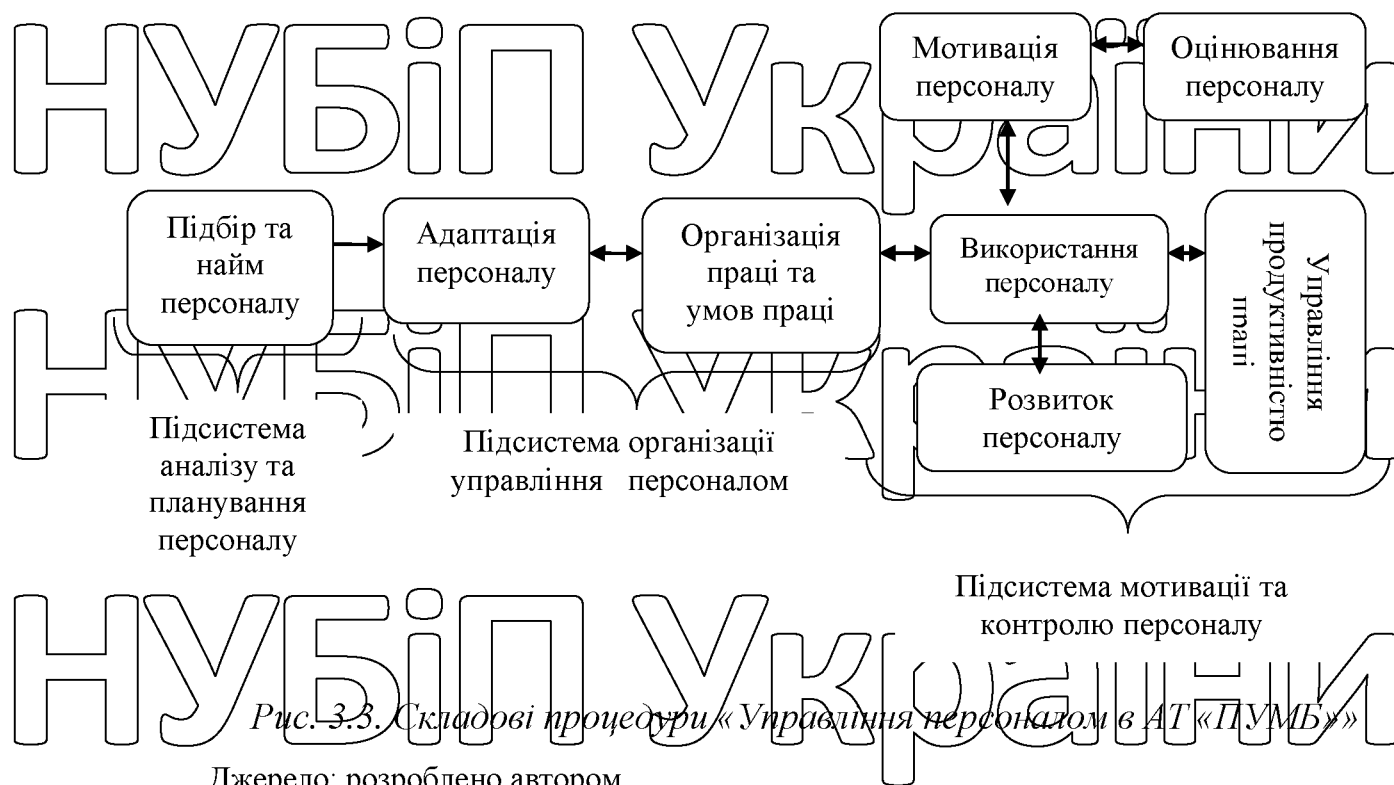 НУБіП України
Мотивація
персоналу
Оцінювання
персоналу
Підбір та
найм
персоналу
Адаптація
персоналу
Організація
праці та
умов праці
Використання
персоналу
Управління
продуктивністю
праці
НУБіП України
Розвиток
персоналу
Підсистема
аналізу та
планування
персоналу
Підсистема організації
управління персоналом
Підсистема мотивації та
контролю персоналу
НУБіП України
Рис. 3.3. Складові процедури «Управління персоналом в АТ «ПУМБ»»
Джерело: розроблено автором